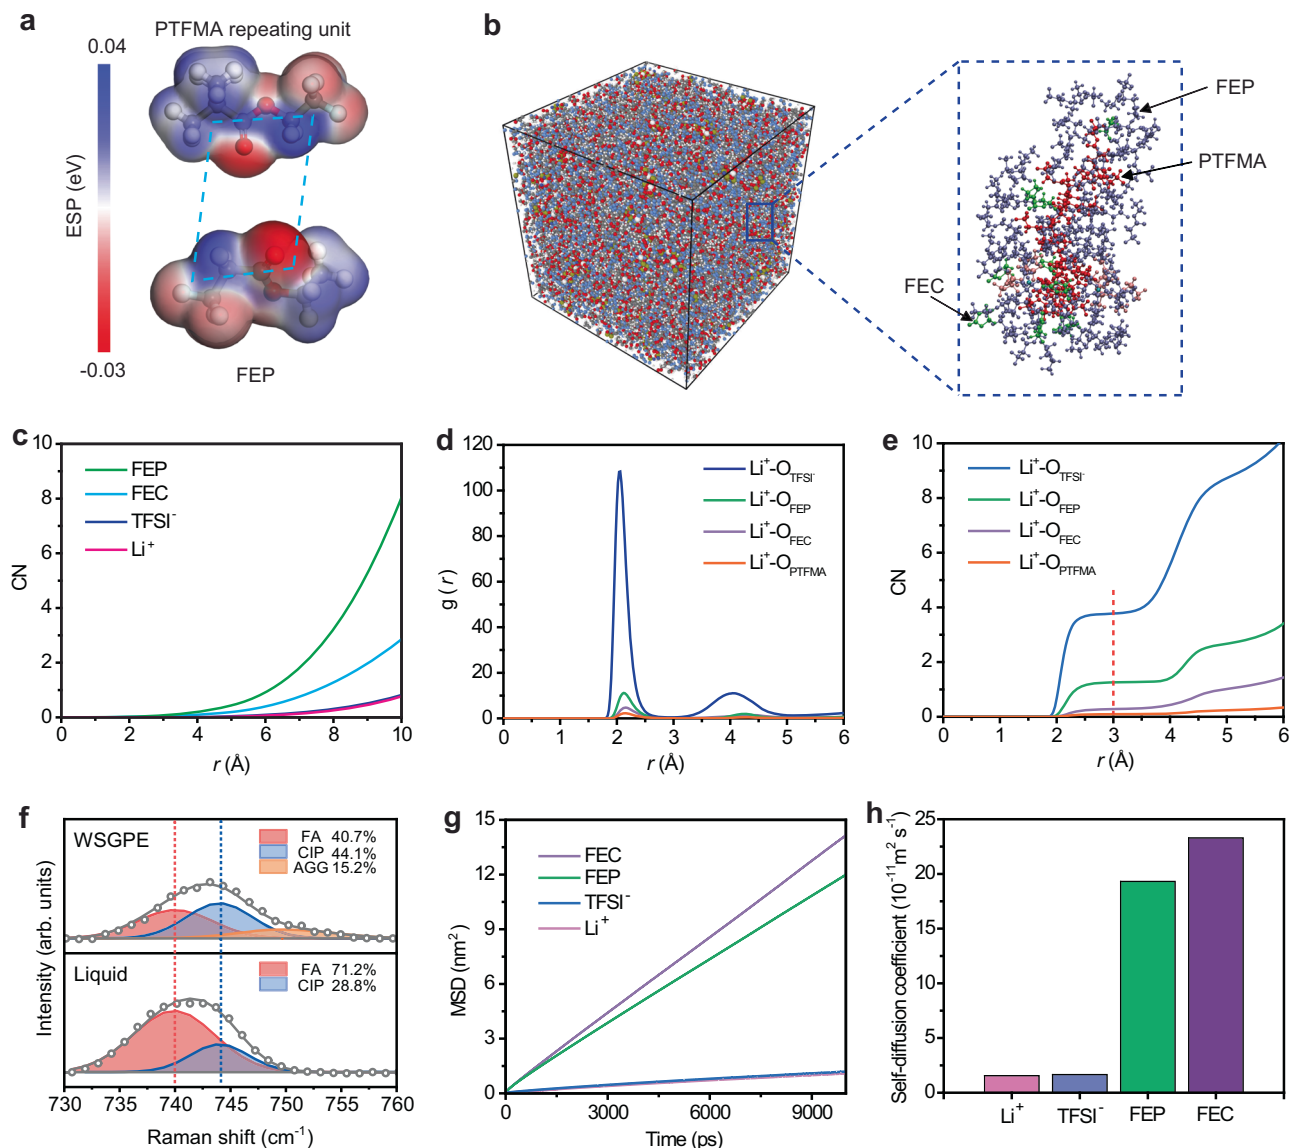 a
PTFMA repeating unit
0.04
ESP (eV)
-0.03
FEP
b
FEP
PTFMA
FEC
c
10
8
6
4
2
0
CN
FEP
FEC
TFSI⁻
Li⁺
0 2 4 6 8 10
r (Å)
d
120
100
80
60
40
20
0
g (r)
Li⁺-O_TFSI⁻
Li⁺-O_FEP
Li⁺-O_FEC
Li⁺-O_PTFMA
0 1 2 3 4 5 6
r (Å)
e
10
8
6
4
2
0
CN
Li⁺-O_TFSI⁻
Li⁺-O_FEP
Li⁺-O_FEC
Li⁺-O_PTFMA
0 1 2 3 4 5 6
r (Å)
f
WSGPE
FA 40.7%
CIP 44.1%
AGG 15.2%
Liquid
FA 71.2%
CIP 28.8%
Intensity (arb. units)
730 735 740 745 750 755 760
Raman shift (cm⁻¹)
g
15
12
9
6
3
0
MSD (nm²)
FEC
FEP
TFSI⁻
Li⁺
0 3000 6000 9000
Time (ps)
h
25
20
15
10
5
0
Self-diffusion coefficient (10⁻¹¹m² s⁻¹)
Li⁺ TFSI⁻ FEP FEC